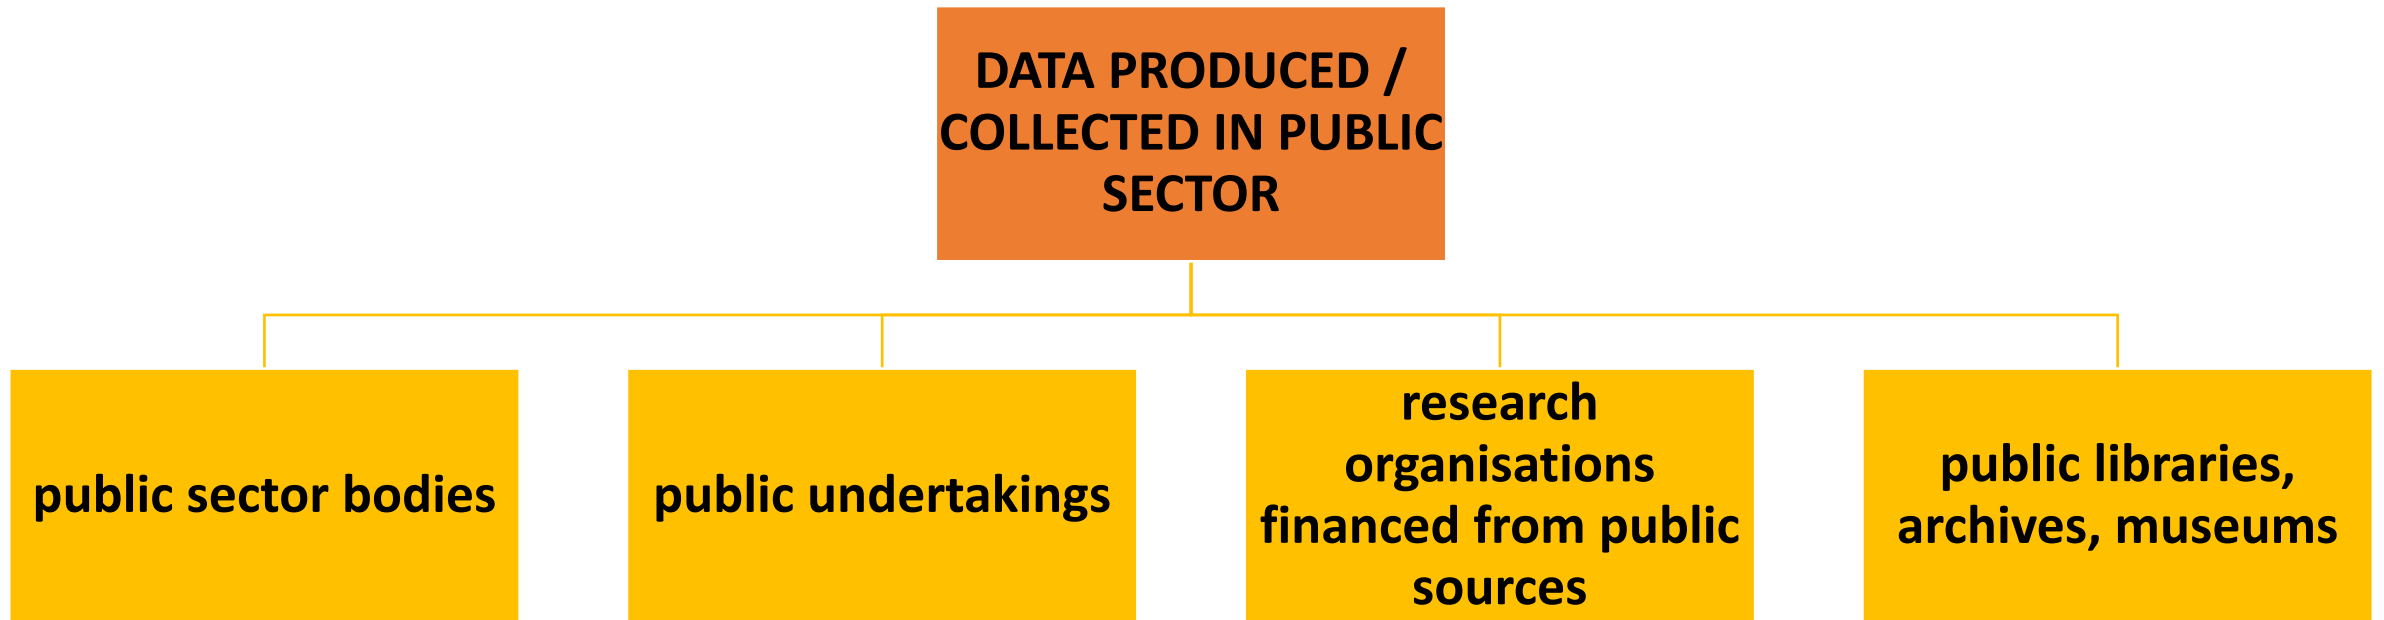 DATA PRODUCED /
COLLECTED IN PUBLIC
SECTOR
public sector bodies
public undertakings
research
organisations
financed from public
sources
public libraries,
archives, museums